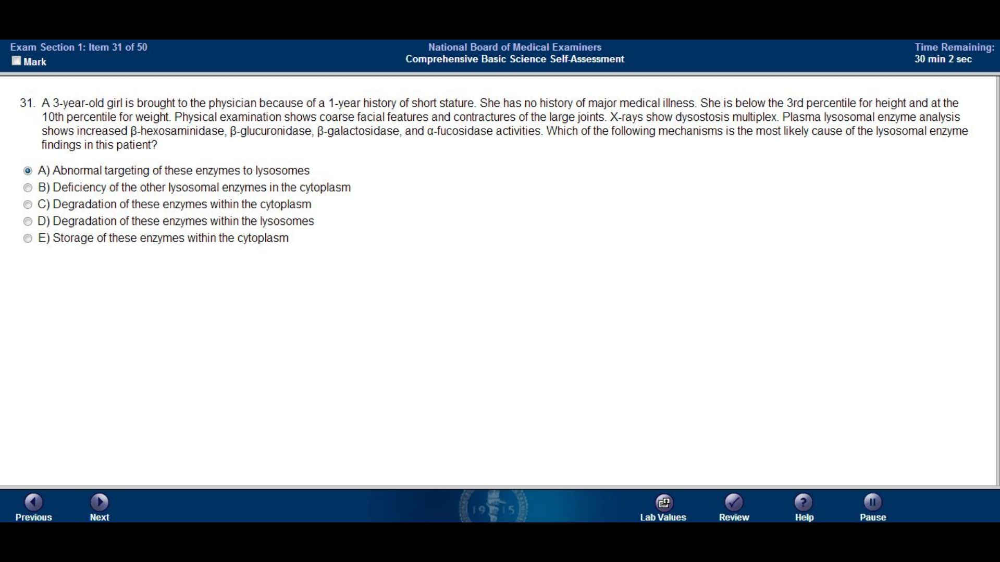 Exam Section 1: Item 31 of 50
National Board of Medical Examiners
Time Remaining:
Mark
Comprehensive Basic Science Self-Assessment
30 min 2 sec
31. A 3-year-old girl is brought to the physician because of a 1-year history of short stature. She has no history of major medical illness. She is below the 3rd percentile for height and at the
10th percentile for weight. Physical examination shows coarse facial features and contractures of the large joints. X-rays show dysostosis multiplex. Plasma lysosomal enzyme analysis
shows increased β-hexosaminidase, β-glucuronidase, β-galactosidase, and α-fucosidase activities. Which of the following mechanisms is the most likely cause of the lysosomal enzyme
findings in this patient?
A) Abnormal targeting of these enzymes to lysosomes
B) Deficiency of the other lysosomal enzymes in the cytoplasm
C) Degradation of these enzymes within the cytoplasm
D) Degradation of these enzymes within the lysosomes
E) Storage of these enzymes within the cytoplasm
1915
Previous
Next
Lab Values
Review
Help
Pause